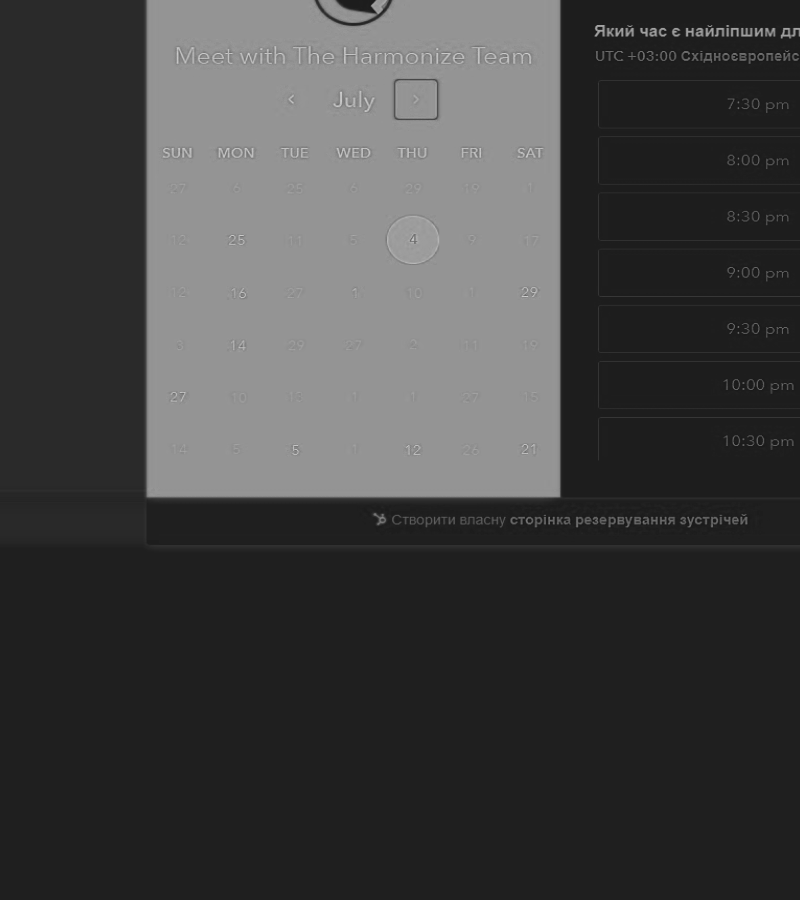 Meet with The Harmonize Team
July
SUN MON TUE WED THU FRI SAT
27 6 25 6 29 19 1
12 25 11 5 4 9 17
12 16 27 1 10 1 29
3 14 29 27 2 11 19
27 10 13 1 1 27 15
14 5 5 1 12 26 21
Який час є найліпшим
UTC +03:00 Східноєвропейс
7:30 pm
8:00 pm
8:30 pm
9:00 pm
9:30 pm
10:00 pm
10:30 pm
Створити власну сторінка резервування зустрічей